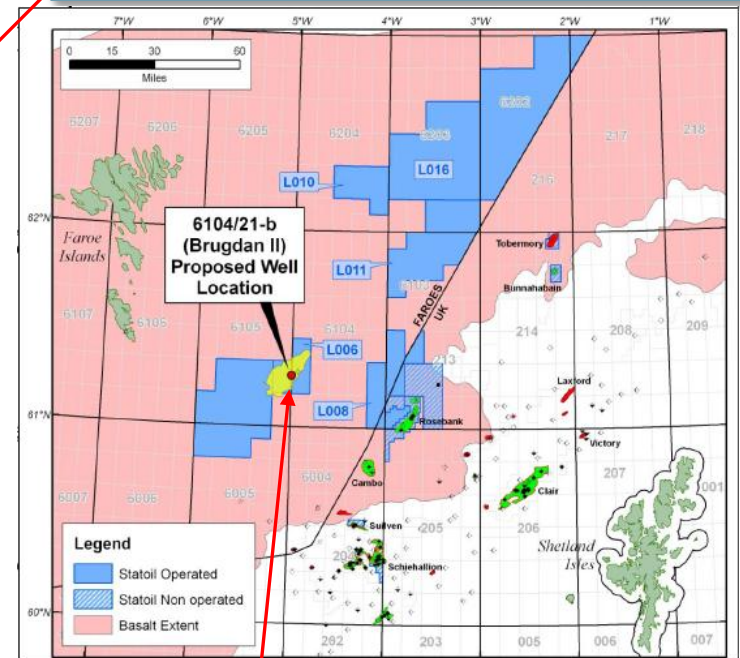 7°W 6°W 5°W 4°W 3°W 2°W 1°W
0 15 30 60
Miles
6207 6206 6205 6204 6203 6202 217 218
L010
L016
216
62°N
Faroe
Islands
6104/21-b
(Brugdan II)
Proposed Well
Location
Tobermory
L011
6103
Bunnahabain
FAROES
UK
6107 6106 6105 6104
L006
214 208 209
213
Laxford
61°N
L008
Rosebank
Victory
Cambo
Clair
6007 6006 6005 6004
207 001
206
205
Suilven
204
Schiehallion
Shetland
Isles
Legend
Statoil Operated
Statoil Non operated
Basalt Extent
60°N
202 203 005 006 007